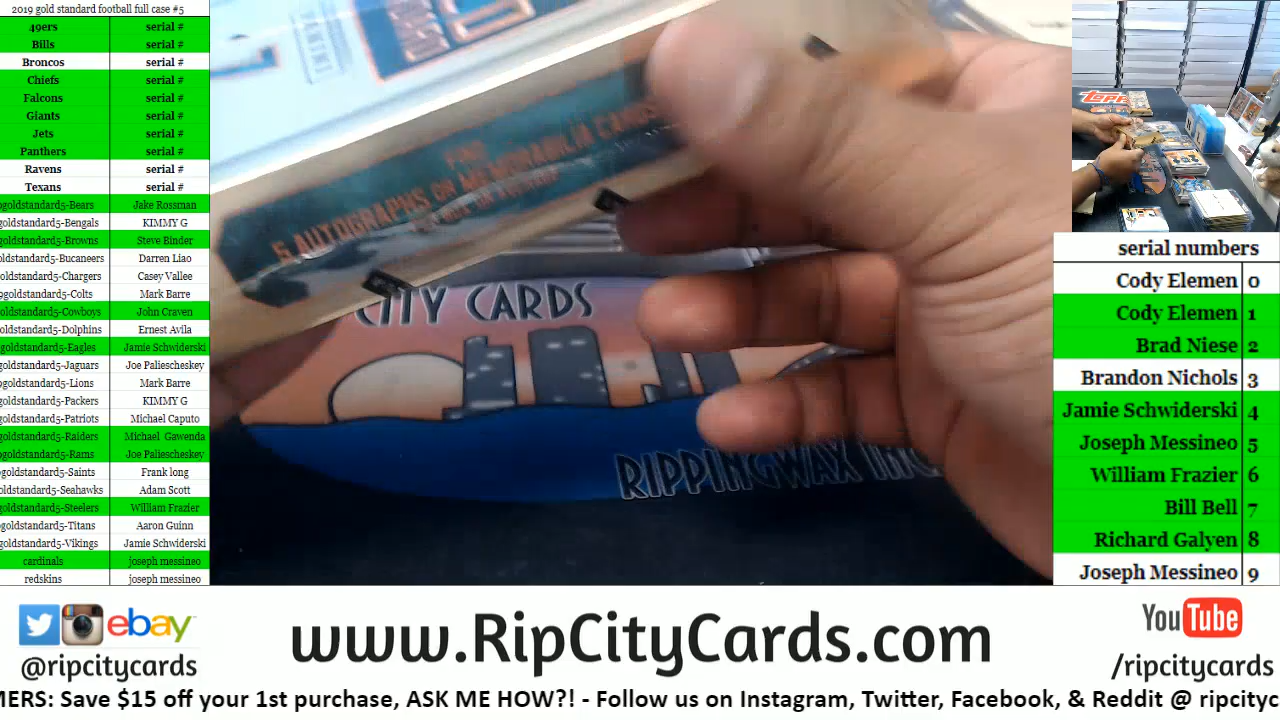 2019 gold standard football full case #5
49ers serial #
Bills serial #
Broncos serial #
Chiefs serial #
Falcons serial #
Giants serial #
Jets serial #
Panthers serial #
Ravens serial #
Texans serial #
goldstandard5-Bears Jake Rossman
goldstandard5-Bengals KIMMY G
goldstandard5-Browns Steve Binder
goldstandard5-Bucaneers Darren Liao
goldstandard5-Chargers Casey Vallee
9goldstandard5-Colts Mark Barre
goldstandard5-Cowboys John Craven
goldstandard5-Dolphins Ernest Avila
goldstandard5-Eagles Jamie Schwiderski
goldstandard5-Jaguars Joe Paliescheskey
9goldstandard5-Lions Mark Barre
goldstandard5-Packers KIMMY G
goldstandard5-Patriots Michael Caputo
goldstandard5-Raiders Michael Gawenda
goldstandard5-Rams Joe Paliescheskey
goldstandard5-Saints Frank long
goldstandard5-Seahawks Adam Scott
goldstandard5-Steelers William Frazier
goldstandard5-Titans Aaron Guinn
goldstandard5-Vikings Jamie Schwiderski
cardinals joseph messineo
redskins joseph messineo
5 AUTOGRAPHS OR MEMORABILIA CARDS
CITY CARDS
RIPPINGWAX INC
serial numbers
Cody Elemen 0
Cody Elemen 1
Brad Niese 2
Brandon Nichols 3
Jamie Schwiderski 4
Joseph Messineo 5
William Frazier 6
Bill Bell 7
Richard Galyen 8
Joseph Messineo 9
ebay
@ripcitycards
www.RipCityCards.com
YouTube
/ripcitycards
MERS: Save $15 off your 1st purchase, ASK ME HOW?! - Follow us on Instagram, Twitter, Facebook, & Reddit @ ripcityc